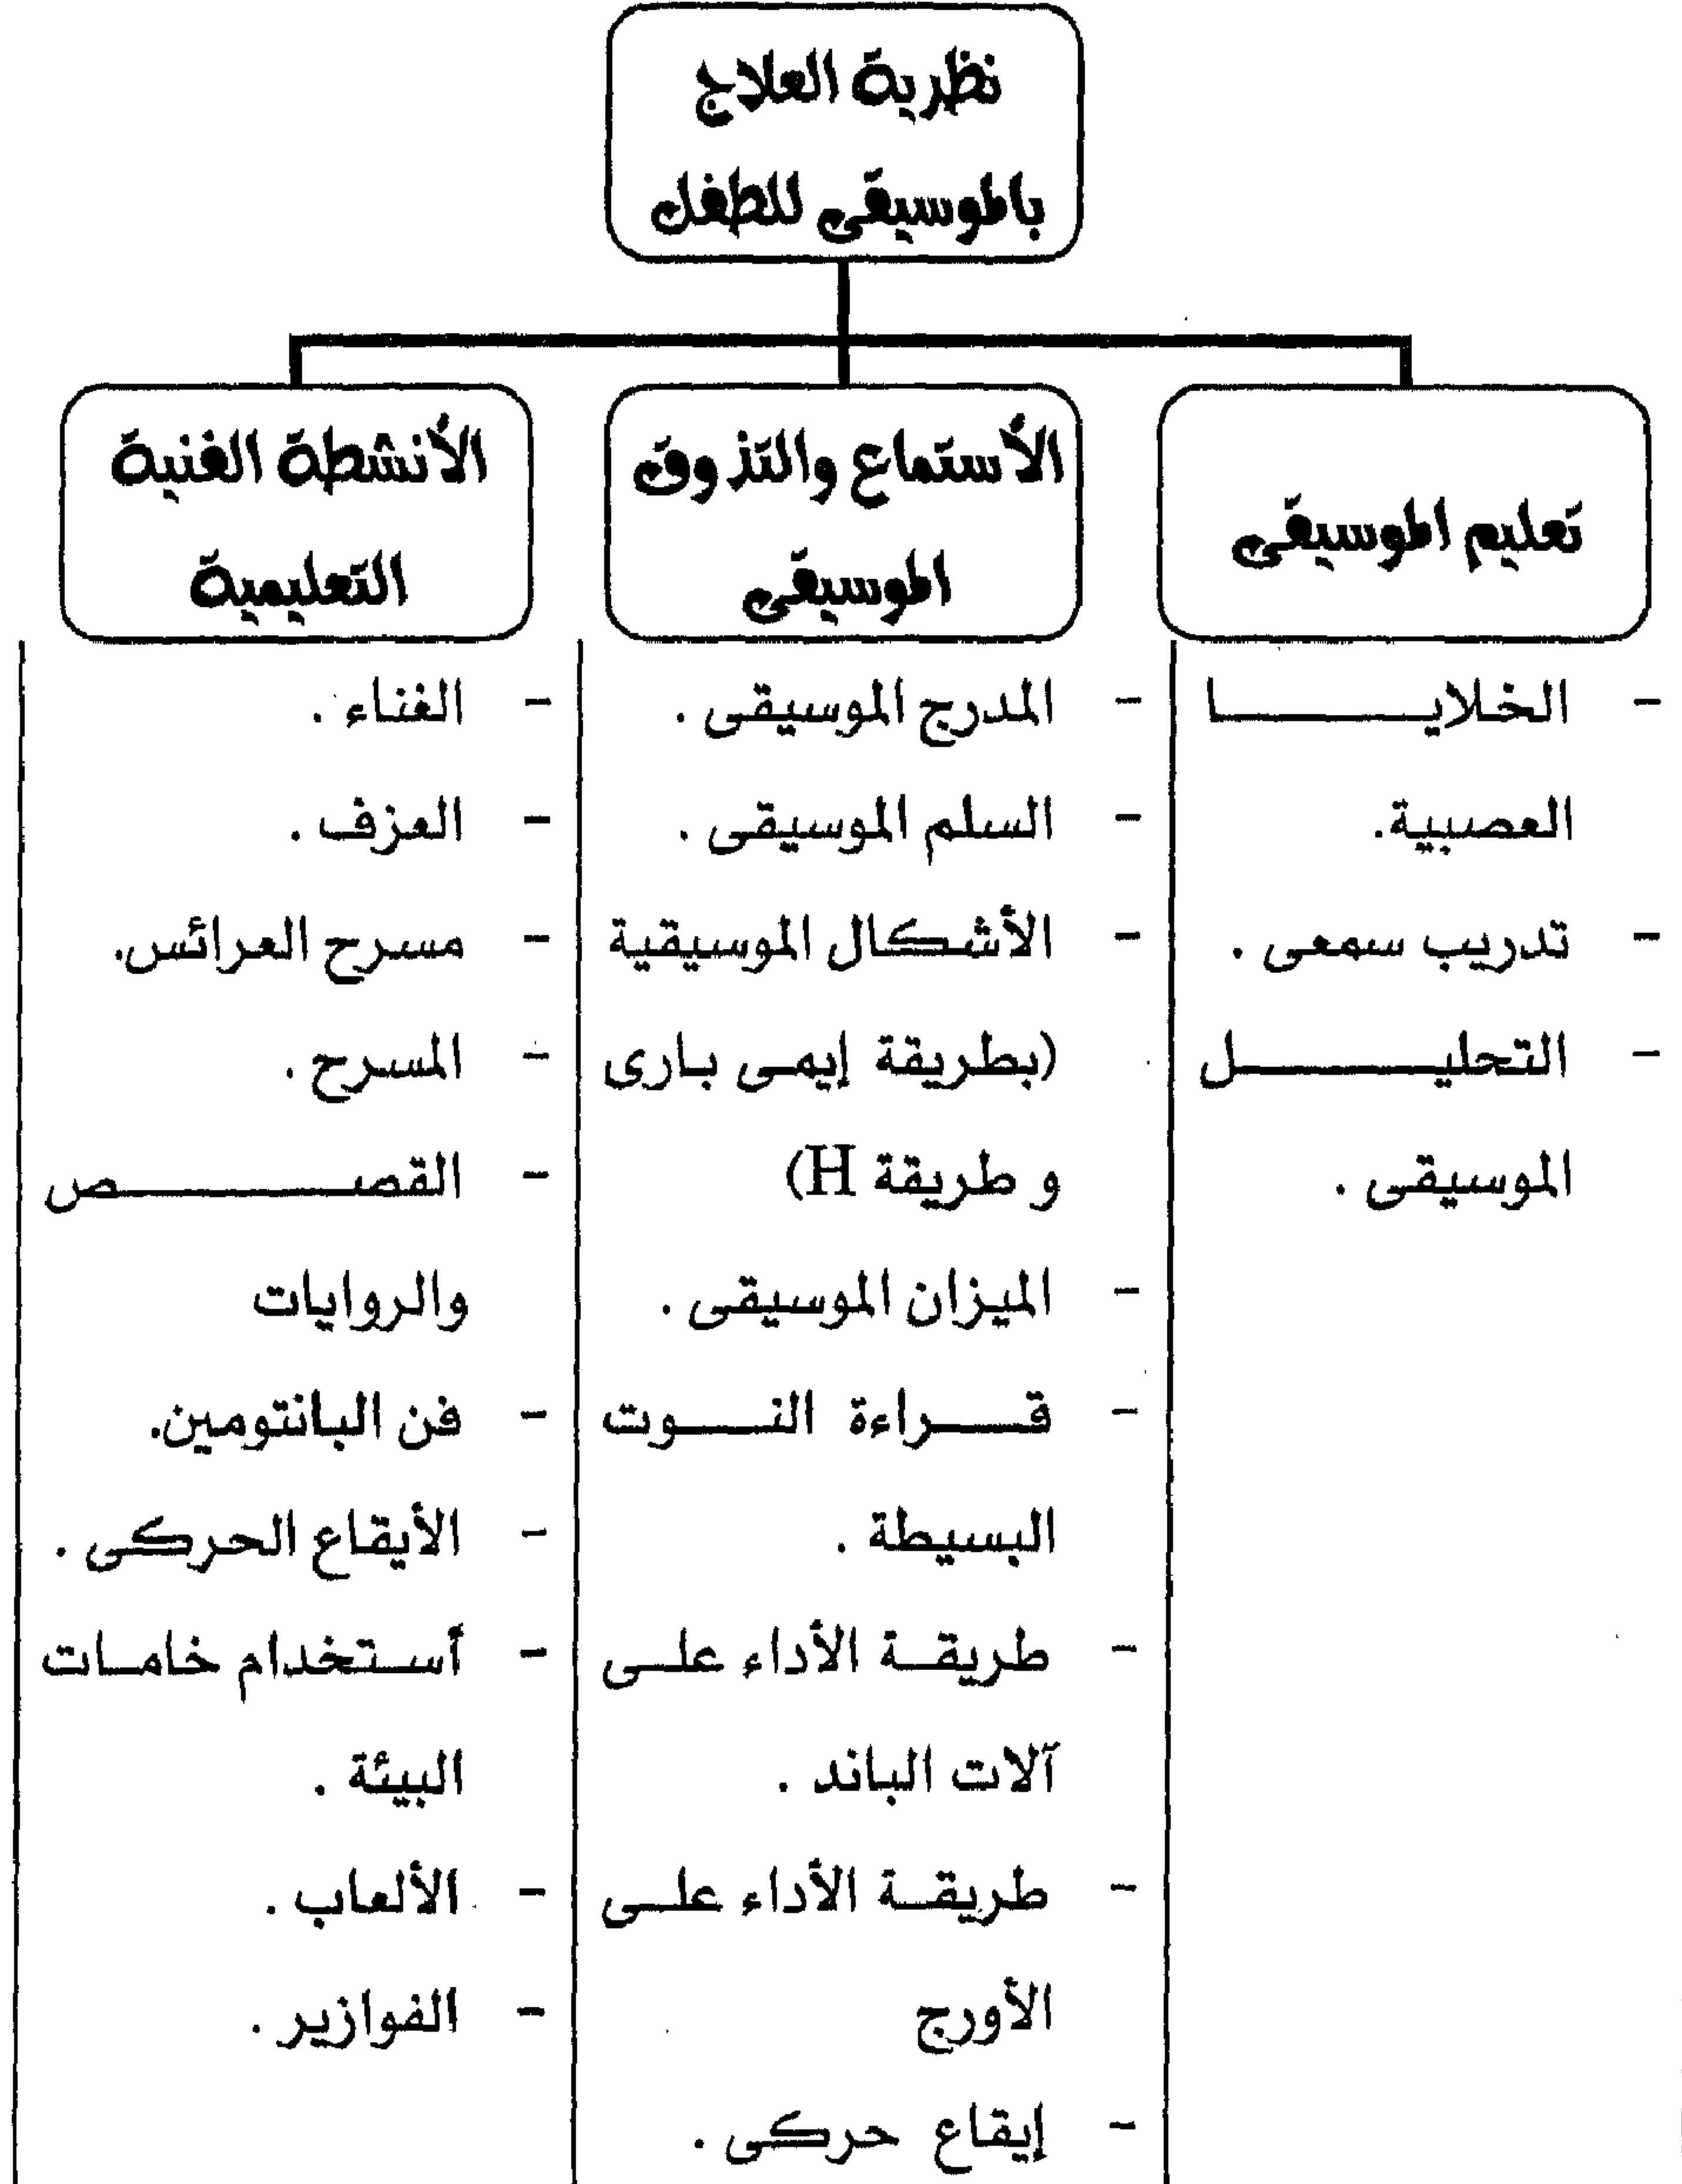 نظرية العلاج
بالموسيقى للطفل
تعليم الموسيقى
- الخلايا
العصبية.
- تدريب سمعى .
- التحليل
الموسيقى .
الأستماع والتذوق
الموسيقى
- المدرج الموسيقى .
- السلم الموسيقى .
- الأشكال الموسيقية
- (بطريقة إيمى بارى
و طريقة H)
- الميزان الموسيقى .
- قراءة النوت
البسيطة .
- طريقة الأداء على
آلات الباند .
- طريقة الأداء على
الأورج
- إيقاع حركى .
الأنشطة الفنية
التعليمية
- الغناء .
- العزف .
- مسرح العرائس.
- المسرح .
- القصص
والروايات
- فن البانتومين.
- الأيقاع الحركى .
- أستخدام خامات
البيئة .
- الألعاب .
- الفوازير .